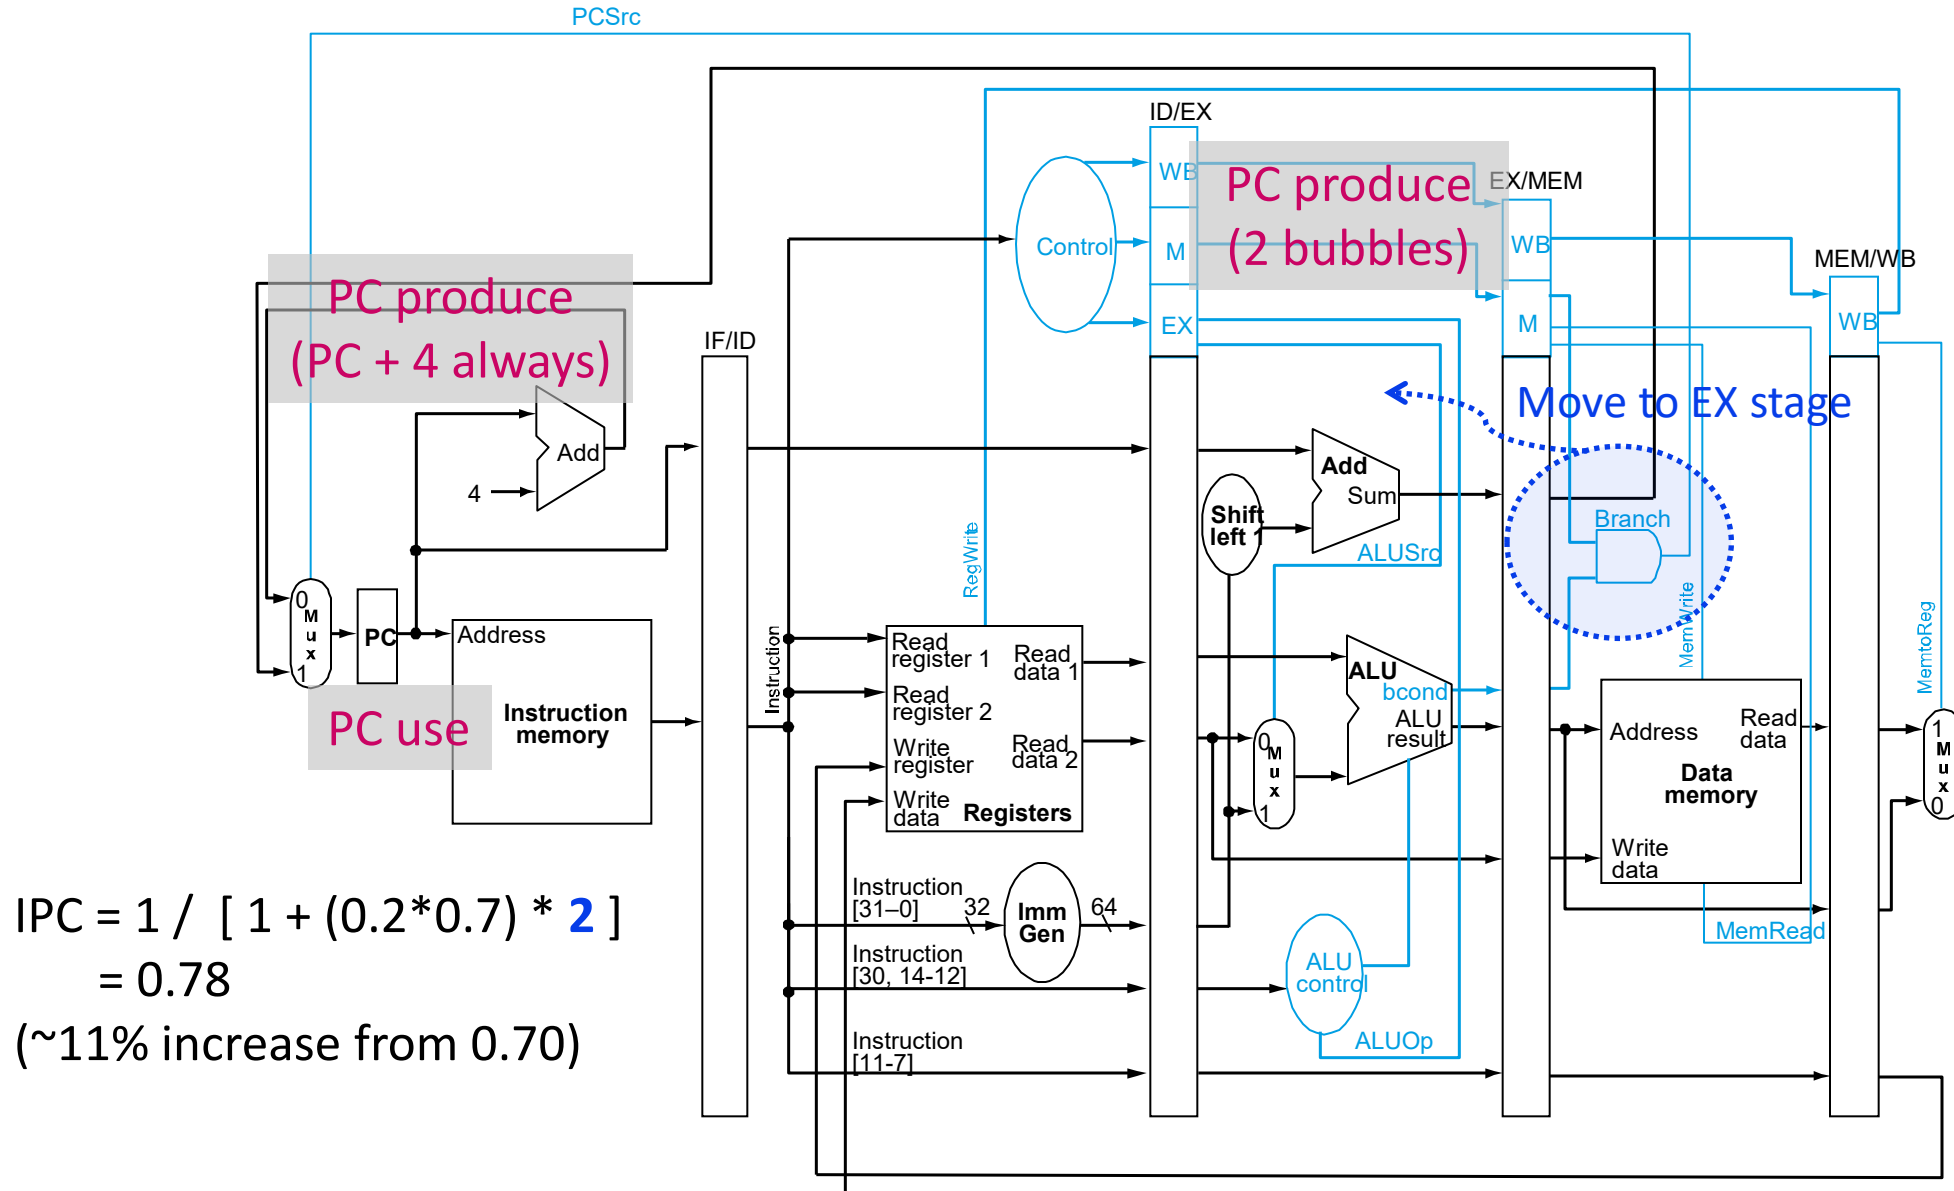 PCSrc
ID/EX
WB
PC produce
(2 bubbles)
EX/MEM
Control
M
WB
MEM/WB
PC produce
(PC + 4 always)
EX
M
WB
IF/ID
Move to EX stage
Add
4
Add
Sum
Shift
left 1
Branch
ALUSrc
RegWrite
MemWrite
0
M
u
x
1
PC
Address
Instruction
memory
PC use
Instruction
Read
register 1
Read
data 1
Read
register 2
Write
register
Read
data 2
Write
data
Registers
ALU
bcond
ALU
result
0
M
u
x
1
Address
Read
data
Data
memory
Write
data
MemtoReg
1
M
u
x
0
Instruction
[31–0]
32
Imm
Gen
64
MemRead
Instruction
[30, 14-12]
ALU
control
Instruction
[11-7]
ALUOp
IPC = 1 / [ 1 + (0.2*0.7) * 2 ]
= 0.78
(~11% increase from 0.70)